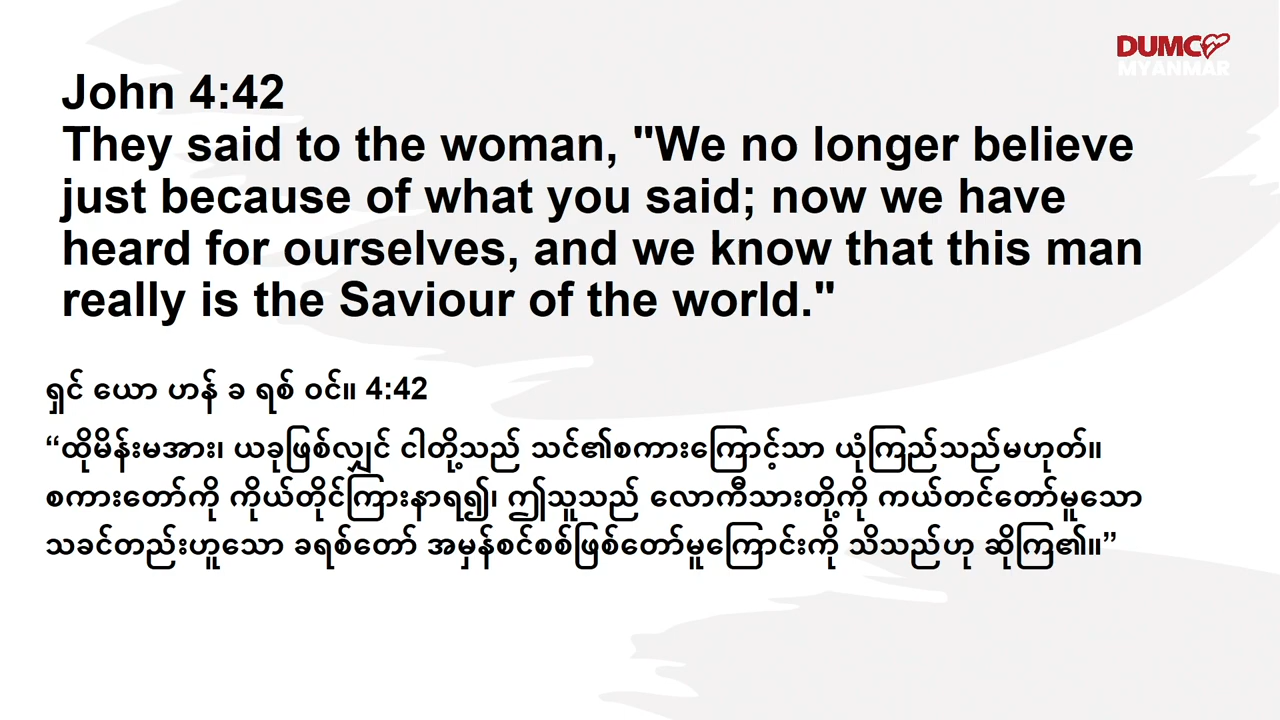 DUMC
MYANMAR
John 4:42
They said to the woman, "We no longer believe
just because of what you said; now we have
heard for ourselves, and we know that this man
really is the Saviour of the world."
ရှင် ယော ဟန် ခ ရစ် ဝင်။ 4:42
“ထိုမိန်းမအား၊ ယခုဖြစ်လျှင် ငါတို့သည် သင်၏စကားကြောင့်သာ ယုံကြည်သည်မဟုတ်။
စကားတော်ကို ကိုယ်တိုင်ကြားနာရ၍၊ ဤသူသည် လောကီသားတို့ကို ကယ်တင်တော်မူသော
သခင်တည်းဟူသော ခရစ်တော် အမှန်စင်စစ်ဖြစ်တော်မူကြောင်းကို သိသည်ဟု ဆိုကြ၏။”